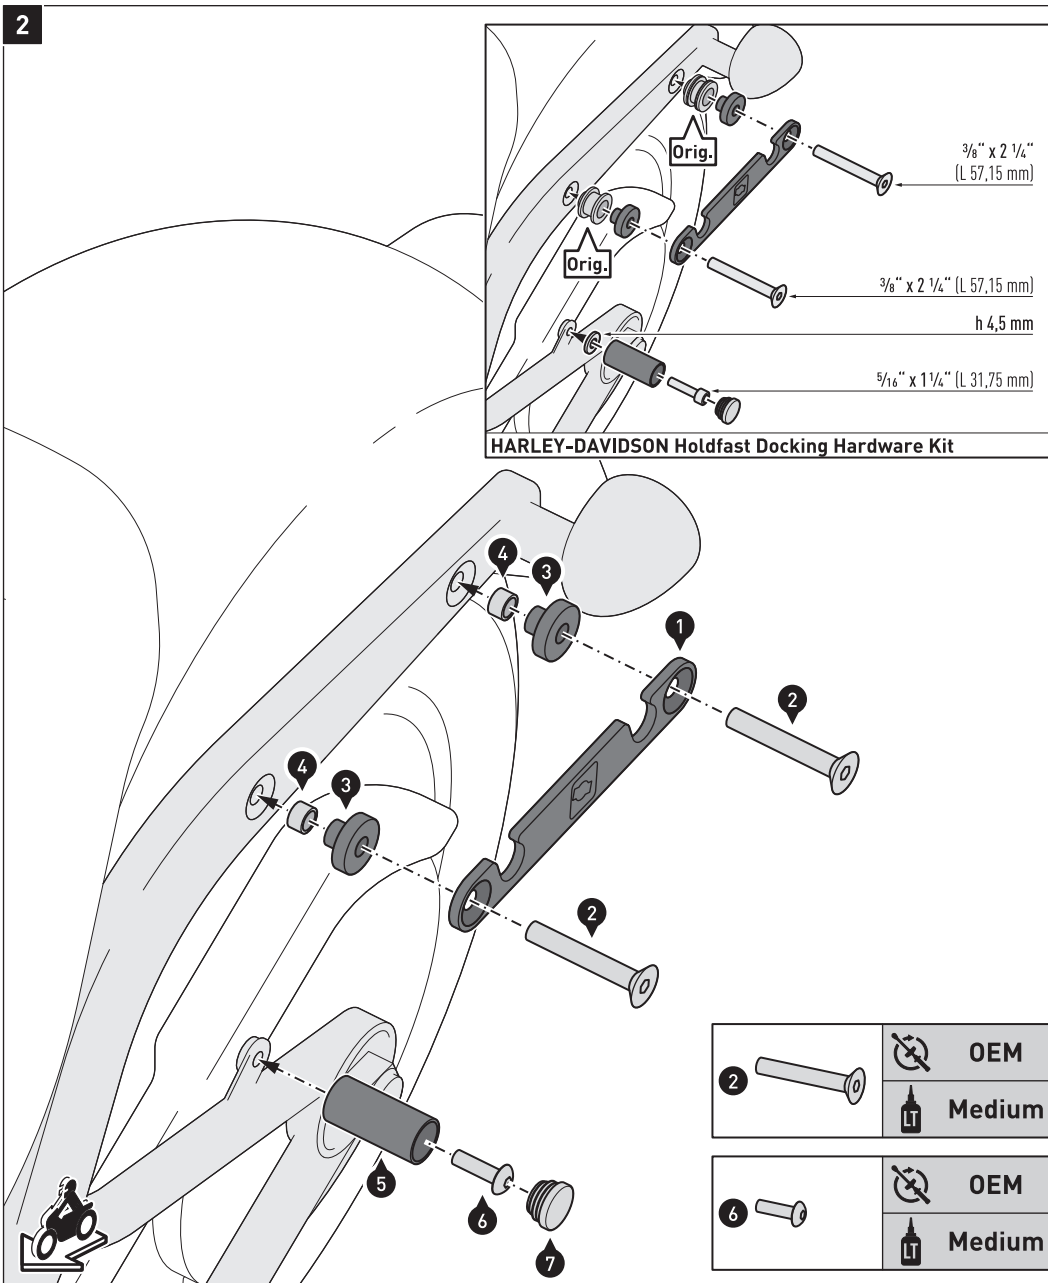 2
Orig.
³⁄₈“ x 2 ¹⁄₄“
(L 57,15 mm)
Orig.
³⁄₈“ x 2 ¹⁄₄“ (L 57,15 mm)
h 4,5 mm
⁵⁄₁₆“ x 1 ¹⁄₄“ (L 31,75 mm)
HARLEY-DAVIDSON Holdfast Docking Hardware Kit
4
3
1
2
4
3
2
5
6
7
2
OEM
LT Medium
6
OEM
LT Medium